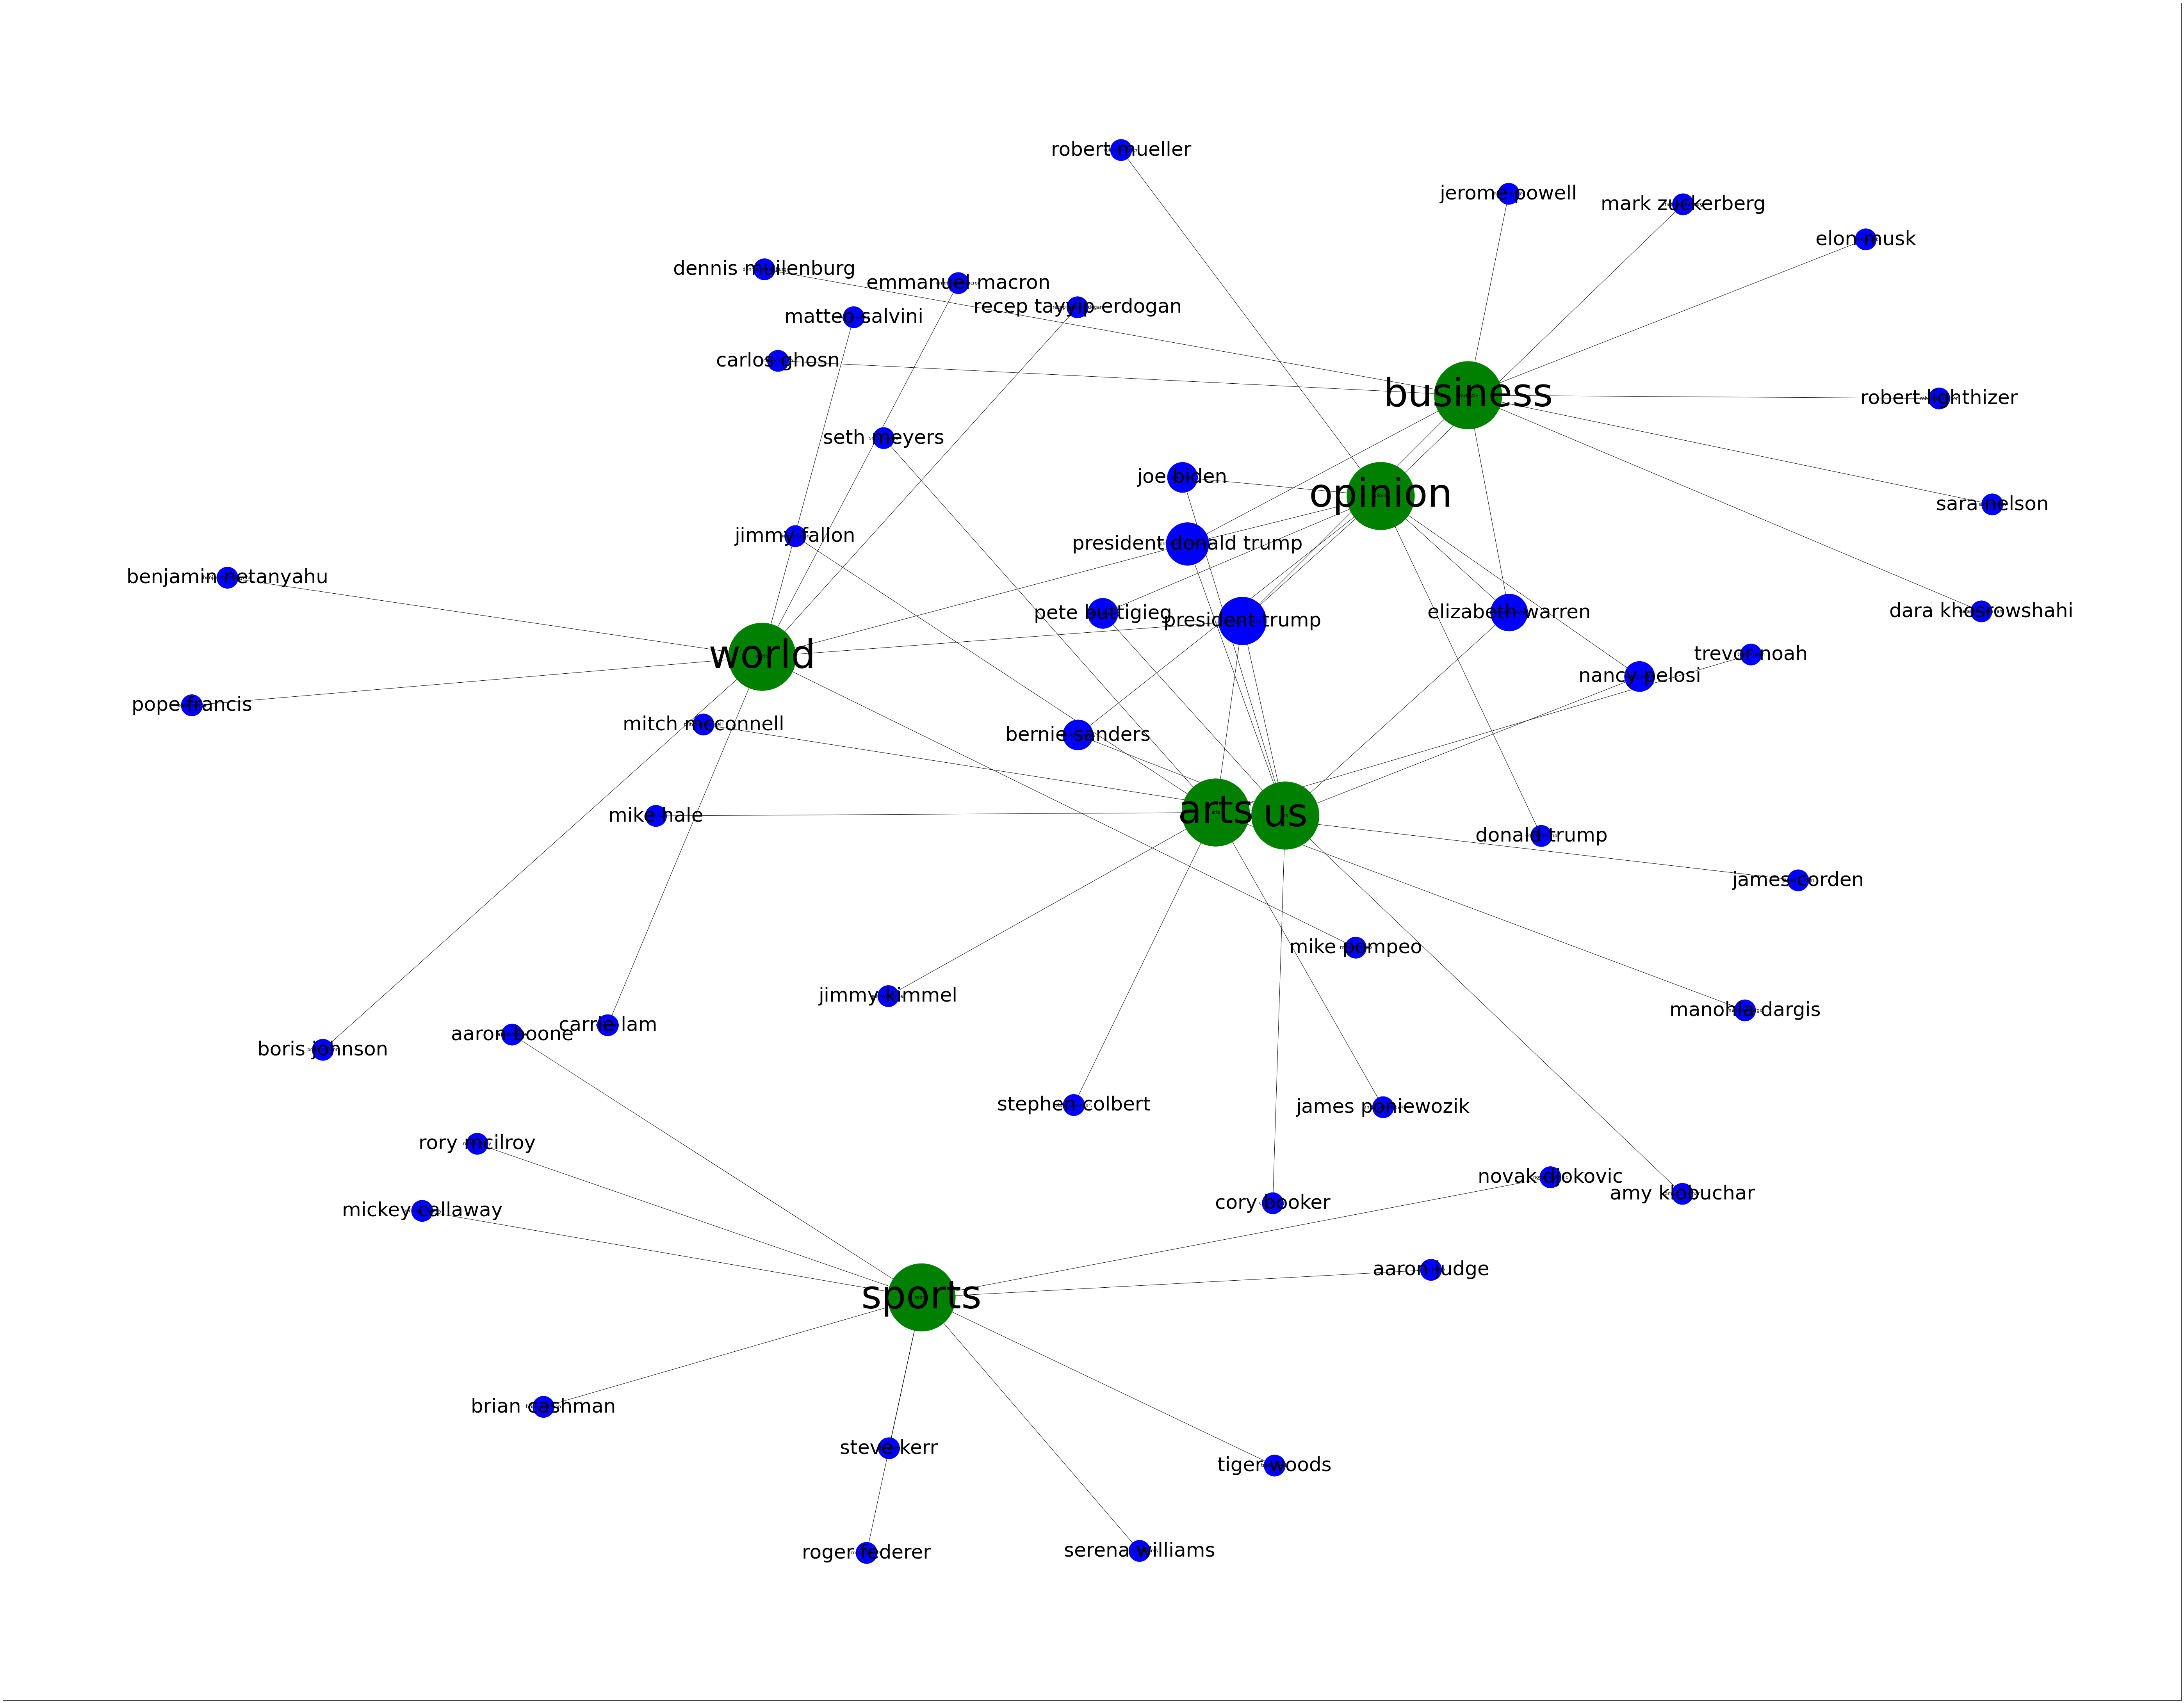 robert mueller
jerome powell
mark zuckerberg
elon musk
dennis muilenburg
emmanuel macron
recep tayyip erdogan
matteo salvini
carlos ghosn
business
robert lighthizer
seth meyers
joe biden
opinion
sara nelson
jimmy fallon
president donald trump
benjamin netanyahu
pete buttigieg
president trump
elizabeth warren
dara khosrowshahi
world
trevor noah
nancy pelosi
pope francis
mitch mcconnell
bernie sanders
mike hale
arts
us
donald trump
james corden
mike pompeo
jimmy kimmel
manohla dargis
carrie lam
aaron boone
boris johnson
stephen colbert
james poniewozik
rory mcilroy
novak djokovic
amy klobuchar
mickey callaway
cory booker
aaron judge
sports
brian cashman
steve kerr
tiger woods
roger federer
serena williams